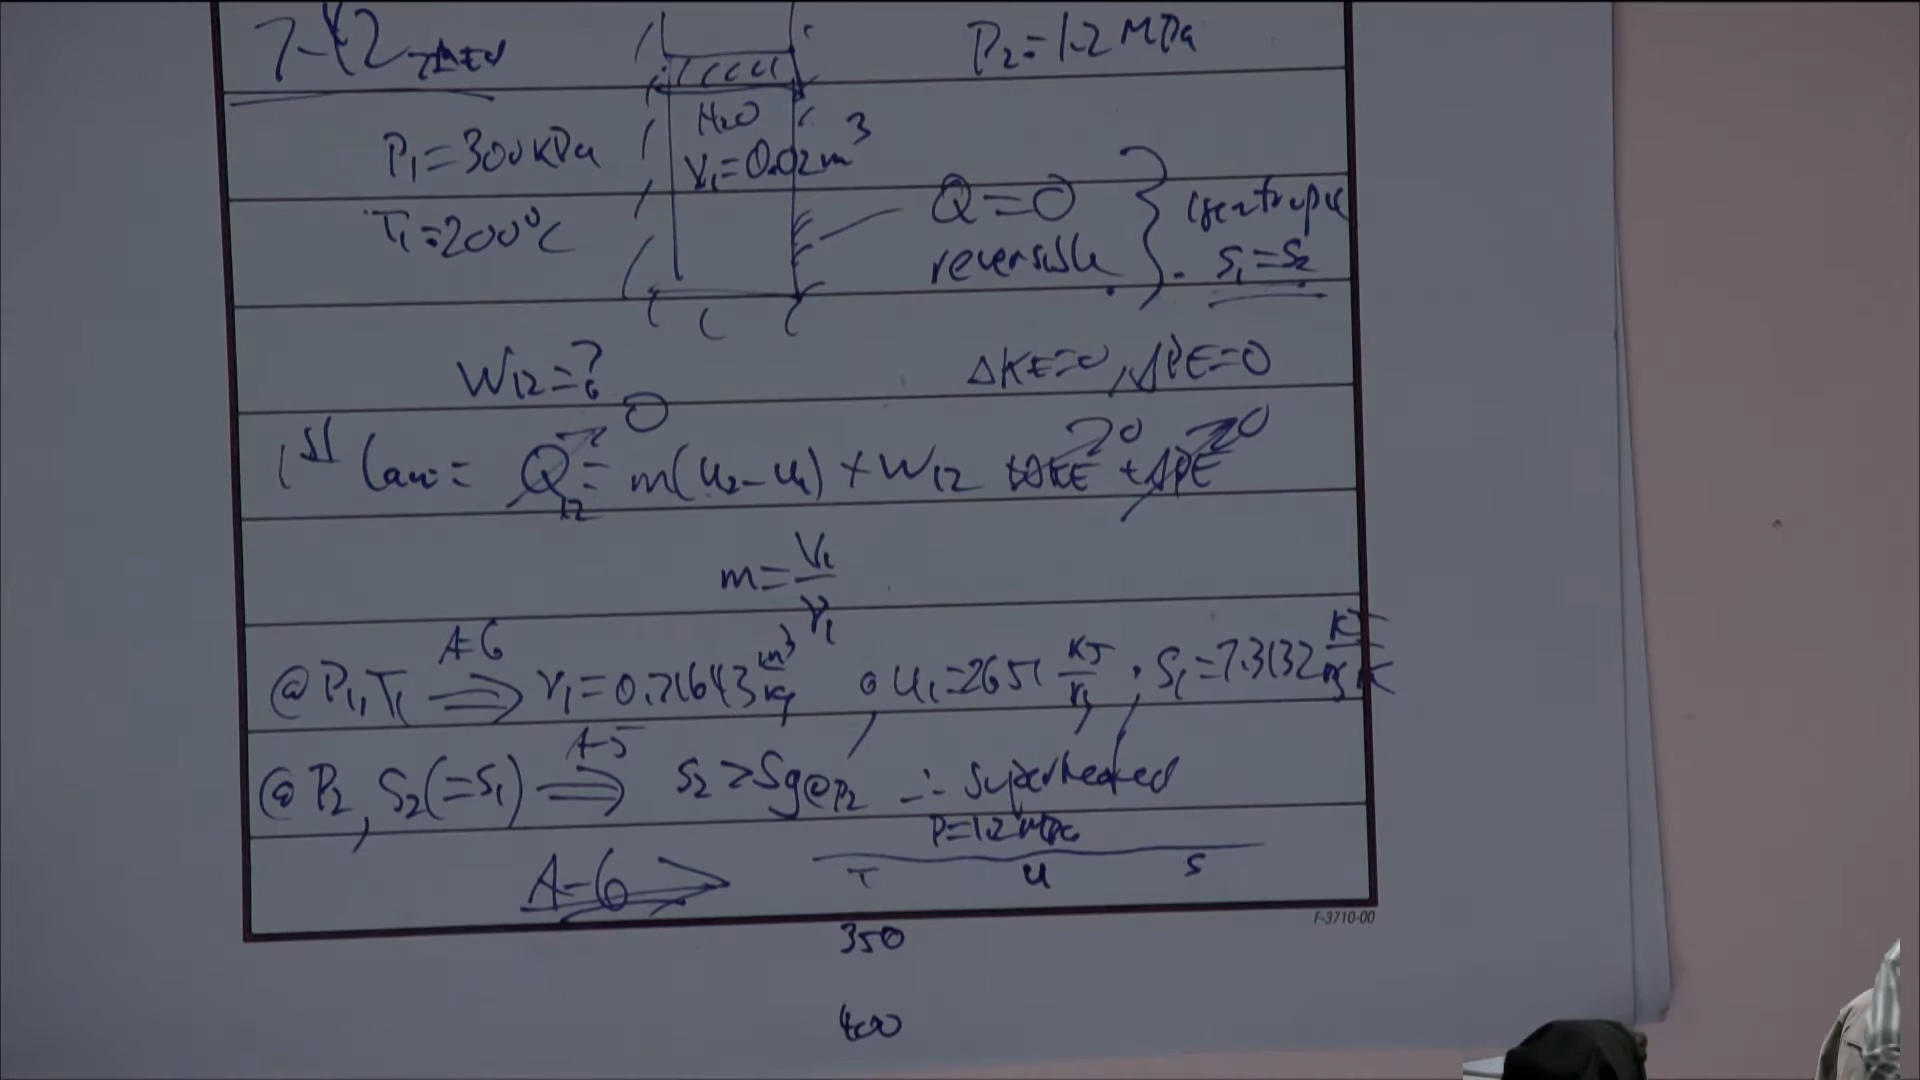 7-42
P2=1.2 MPa
H2O
P1=300kPa
V1=0.02m³
T1=200°C
Q=0
reversible
isentropic
S1=S2
W12=?
ΔKE=0, ΔPE=0
1st Law= Q12 = m(u2-u1) + W12 + ΔKE + ΔPE
0 0 0
m= V1/v1
@P1,T1 A-6 ⇒ v1=0.71643 m³/kg, u1=2651 kJ/kg, S1=7.3132 kJ/kg K
@P2, S2(=S1) A-5 ⇒ S2>Sg@P2 ∴ Superheated
A-6 ⇒
P=1.2 MPa
T u s
F-3710-00
350
400